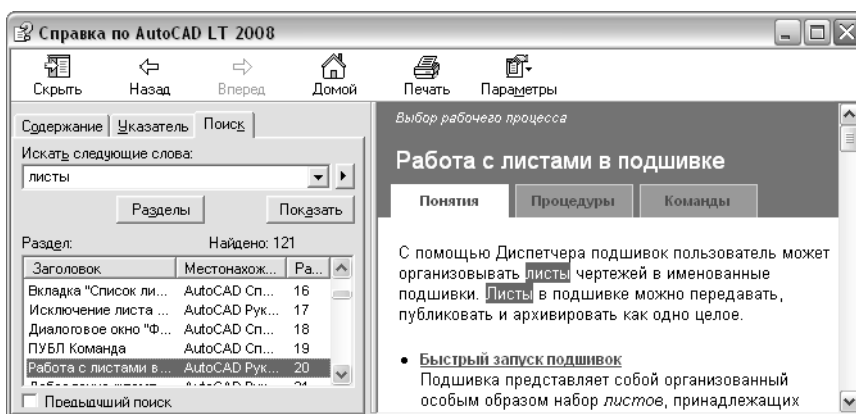 Справка по AutoCAD LT 2008
Скрыть Назад Вперед Домой Печать Параметры
Содержание Указатель Поиск
Искать следующие слова:
листы
Разделы Показать
Раздел: Найдено: 121
Заголовок Местонахож... Ра...
Вкладка "Список ли... AutoCAD Сп... 16
Исключение листа ... AutoCAD Рук... 17
Диалоговое окно "Ф... AutoCAD Сп... 18
ПУБЛ Команда AutoCAD Сп... 19
Работа с листами в... AutoCAD Рук... 20
Предыдущий поиск
Выбор рабочего процесса
Работа с листами в подшивке
Понятия Процедуры Команды
С помощью Диспетчера подшивок пользователь может
организовывать листы чертежей в именованные
подшивки. Листы в подшивке можно передавать,
публиковать и архивировать как одно целое.
• Быстрый запуск подшивок
Подшивка представляет собой организованный
особым образом набор листов, принадлежащих